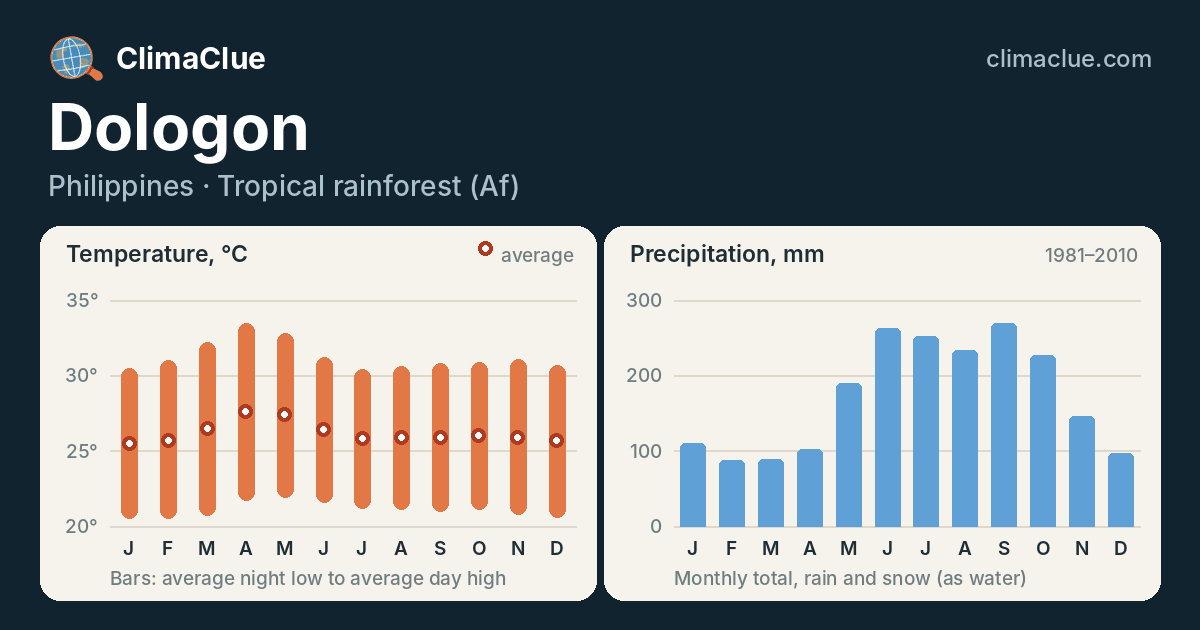 ClimaClue
climaclue.com
Dologon
Philippines · Tropical rainforest (Af)
Temperature, °C
average
35°
30°
25°
20°
J F M A M J J A S O N D
Bars: average night low to average day high
Precipitation, mm
1981–2010
300
200
100
0
J F M A M J J A S O N D
Monthly total, rain and snow (as water)